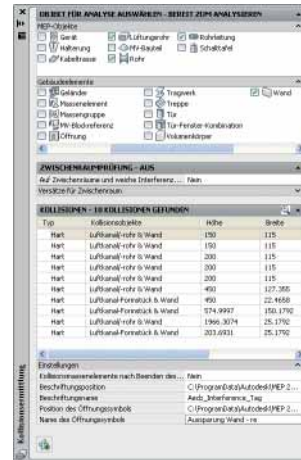 OBJEKT FÜR ANALYSE AUSWÄHLEN - BEREIT ZUM ANALYSIEREN
MEP-Objekte
Gerät
Lüftungsrohr
Rohrleitung
Halterung
MV-Bauteil
Schalttafel
Kabeltrasse
Rohr
Gebäudeelemente
Geländer
Tragwerk
Wand
Massenelement
Treppe
Massengruppe
Tür
MV-Blockreferenz
Tür-Fenster-Kombination
Öffnung
Volumenkörper
ZWISCHENRAUMPRÜFUNG - AUS
Auf Zwischenräume und weiche Interferenz... Nein
Versätze für Zwischenraum
KOLLISIONEN - 10 KOLLISIONEN GEFUNDEN
Typ Kollisionsobjekte Höhe Breite
Hart Luftkanal/-rohr & Wand 150 115
Hart Luftkanal/-rohr & Wand 150 115
Hart Luftkanal/-rohr & Wand 200 115
Hart Luftkanal/-rohr & Wand 200 115
Hart Luftkanal/-rohr & Wand 200 115
Hart Luftkanal/-rohr & Wand 450 127.355
Hart Luftkanal-Formstück & Wand 450 22.4658
Hart Luftkanal-Formstück & Wand 574.9997 150.1792
Hart Luftkanal-Formstück & Wand 1966.3074 25.1792
Hart Luftkanal-Formstück & Wand 203.6931 25.1792
Einstellungen
Kollisionsmassenelemente nach Beenden des... Nein
Beschriftungsposition C:\ProgramData\Autodesk\MEP 2...
Beschriftungsname Aecb_Interference_Tag
Position des Öffnungssymbols C:\ProgramData\Autodesk\MEP 2...
Name des Öffnungssymbols Aussparung Wand - re
Kollisionsermittlung